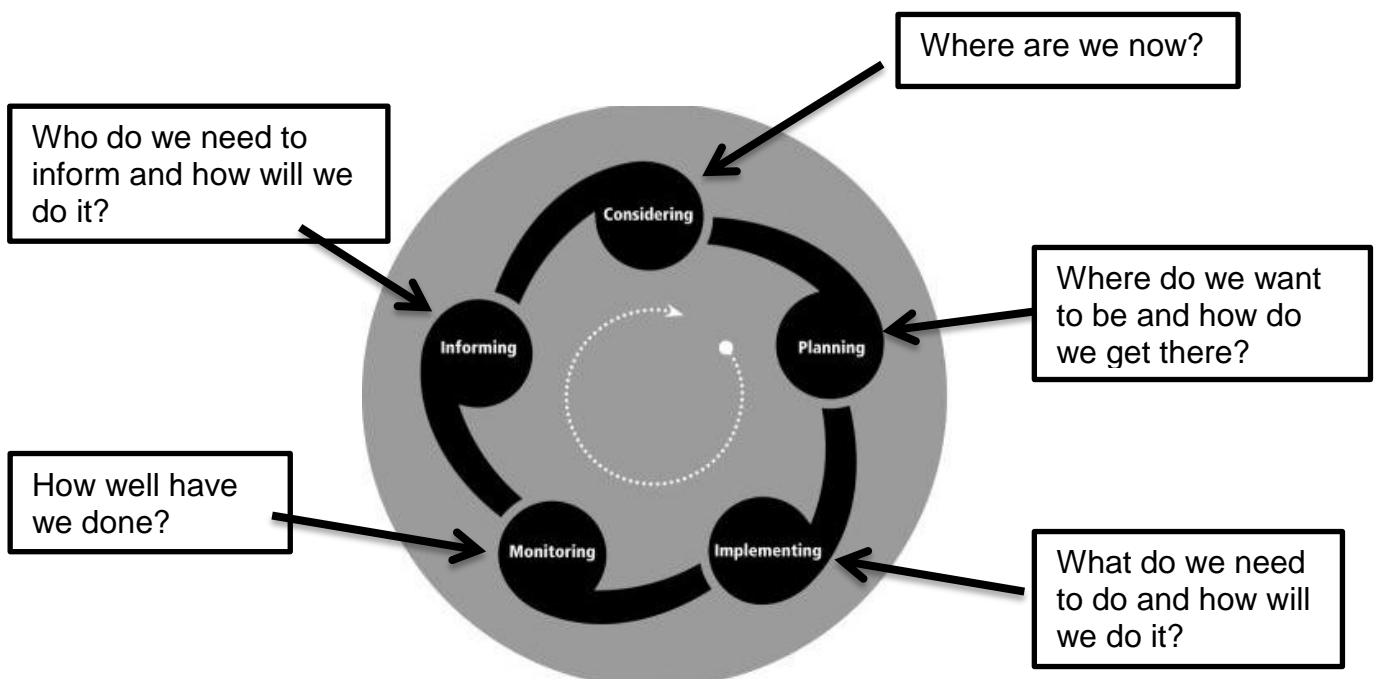 Where are we now?
Who do we need to
inform and how will we
do it?
Considering
Where do we want
to be and how do
we get there?
Informing
Planning
How well have
we done?
Monitoring
Implementing
What do we need
to do and how will
we do it?